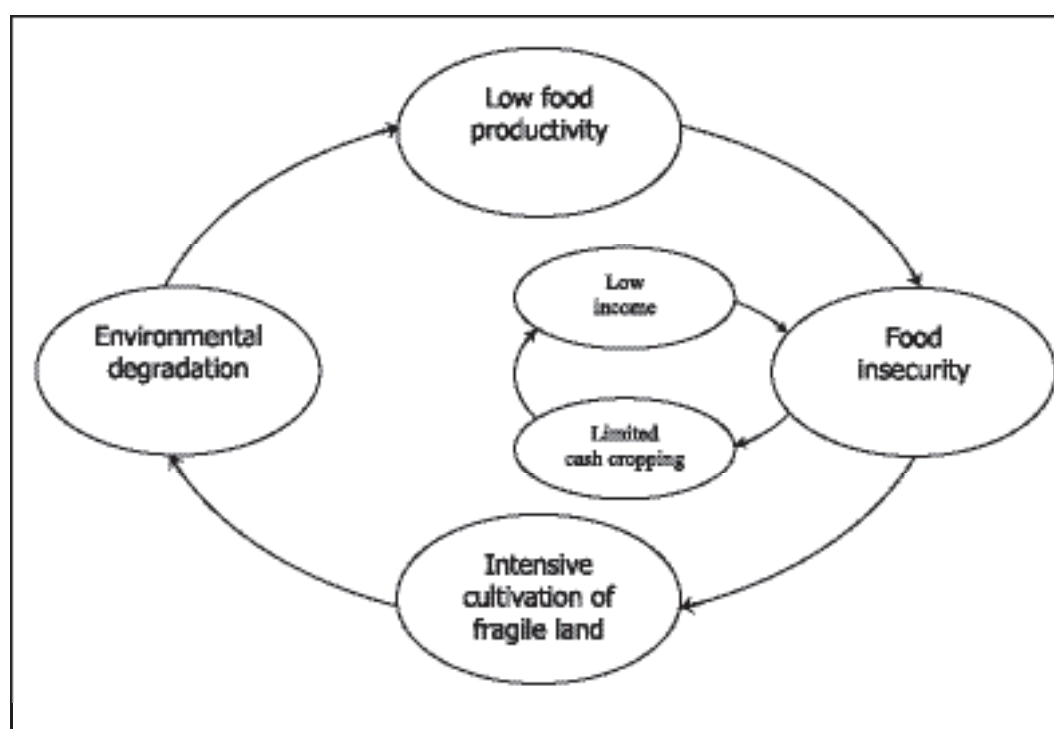 Low food
productivity
Low
income
Environmental
degradation
Food
insecurity
Limited
cash cropping
Intensive
cultivation of
fragile land